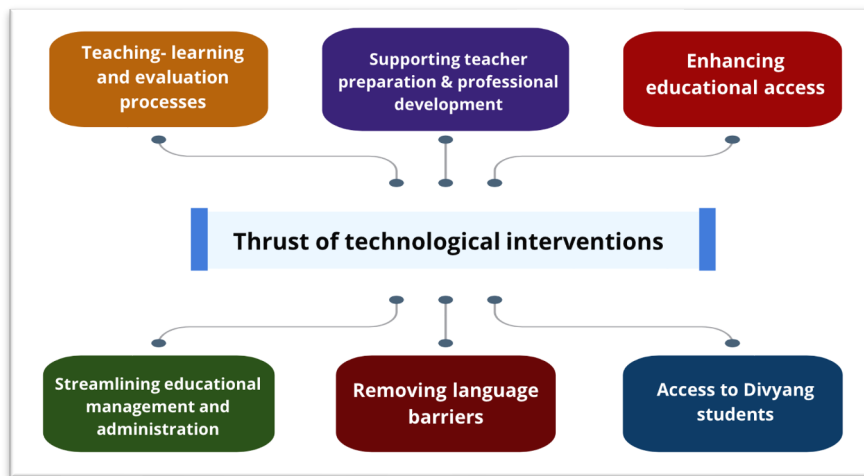 Teaching- learning
and evaluation
processes
Supporting teacher
preparation & professional
development
Enhancing
educational access
Thrust of technological interventions
Streamlining educational
management and
administration
Removing language
barriers
Access to Divyang
students